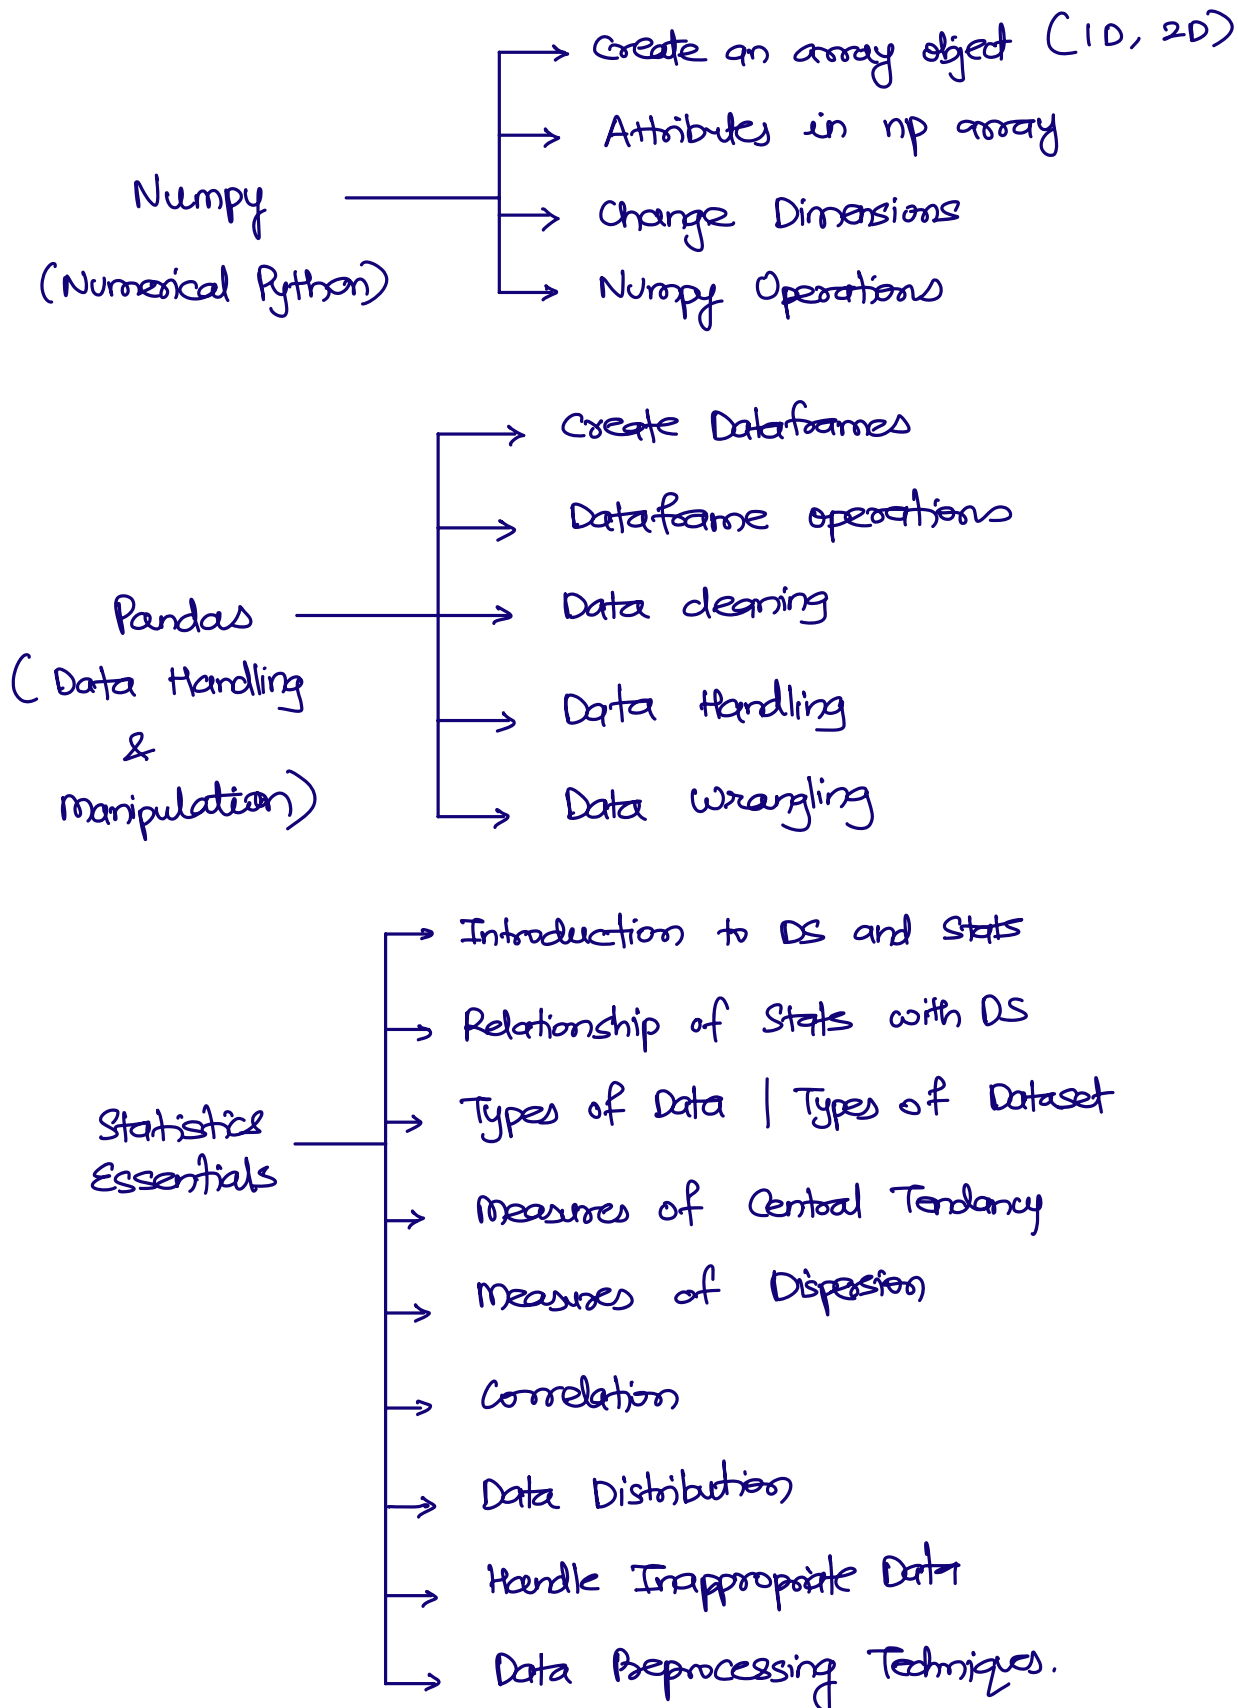 Create an array object (1D, 2D)
Attributes in np array
Numpy
Change Dimensions
(Numerical Python)
Numpy Operations
Create Dataframes
Dataframe operations
Pandas
Data cleaning
(Data Handling
&
Manipulation)
Data Handling
Data Wrangling
Introduction to DS and Stats
Relationship of Stats with DS
Types of Data | Types of Dataset
Statistics
Essentials
Measures of Central Tendancy
Measures of Dispersion
Correlation
Data Distribution
Handle Inappropriate Data
Data Preprocessing Techniques.